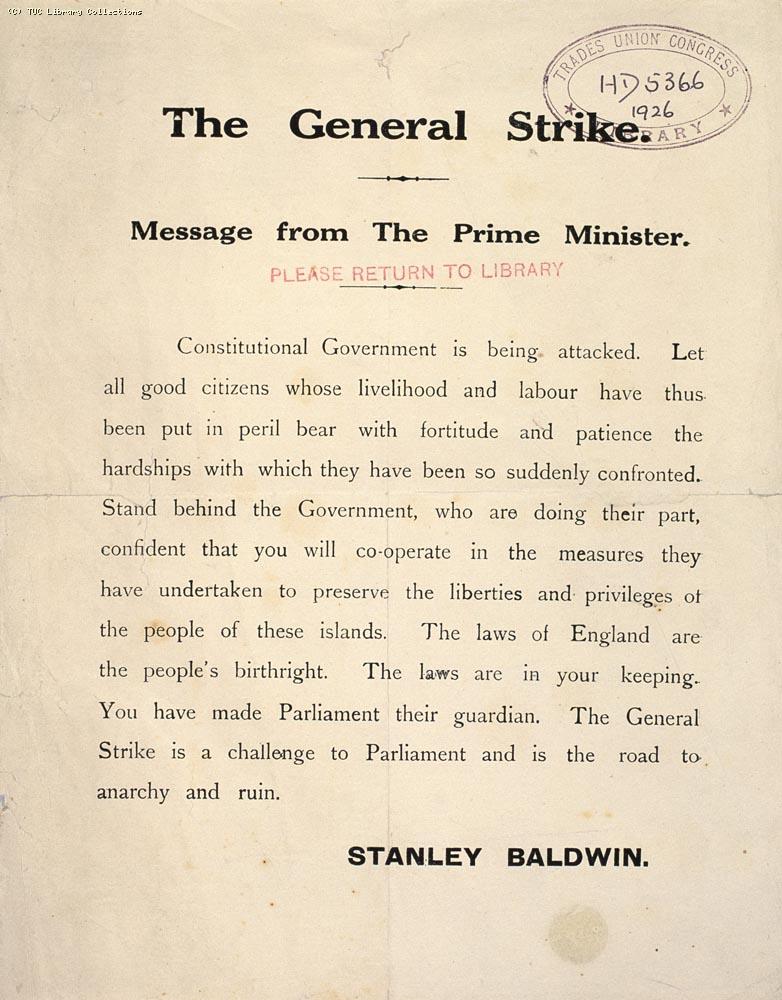 (C) TUC Library Collections
TRADES UNION CONGRESS
HD5366
1926
LIBRARY
The General Strike.
Message from The Prime Minister.
PLEASE RETURN TO LIBRARY
Constitutional Government is being attacked. Let
all good citizens whose livelihood and labour have thus
been put in peril bear with fortitude and patience the
hardships with which they have been so suddenly confronted.
Stand behind the Government, who are doing their part,
confident that you will co-operate in the measures they
have undertaken to preserve the liberties and privileges of
the people of these islands. The laws of England are
the people's birthright. The laws are in your keeping.
You have made Parliament their guardian. The General
Strike is a challenge to Parliament and is the road to
anarchy and ruin.
STANLEY BALDWIN.